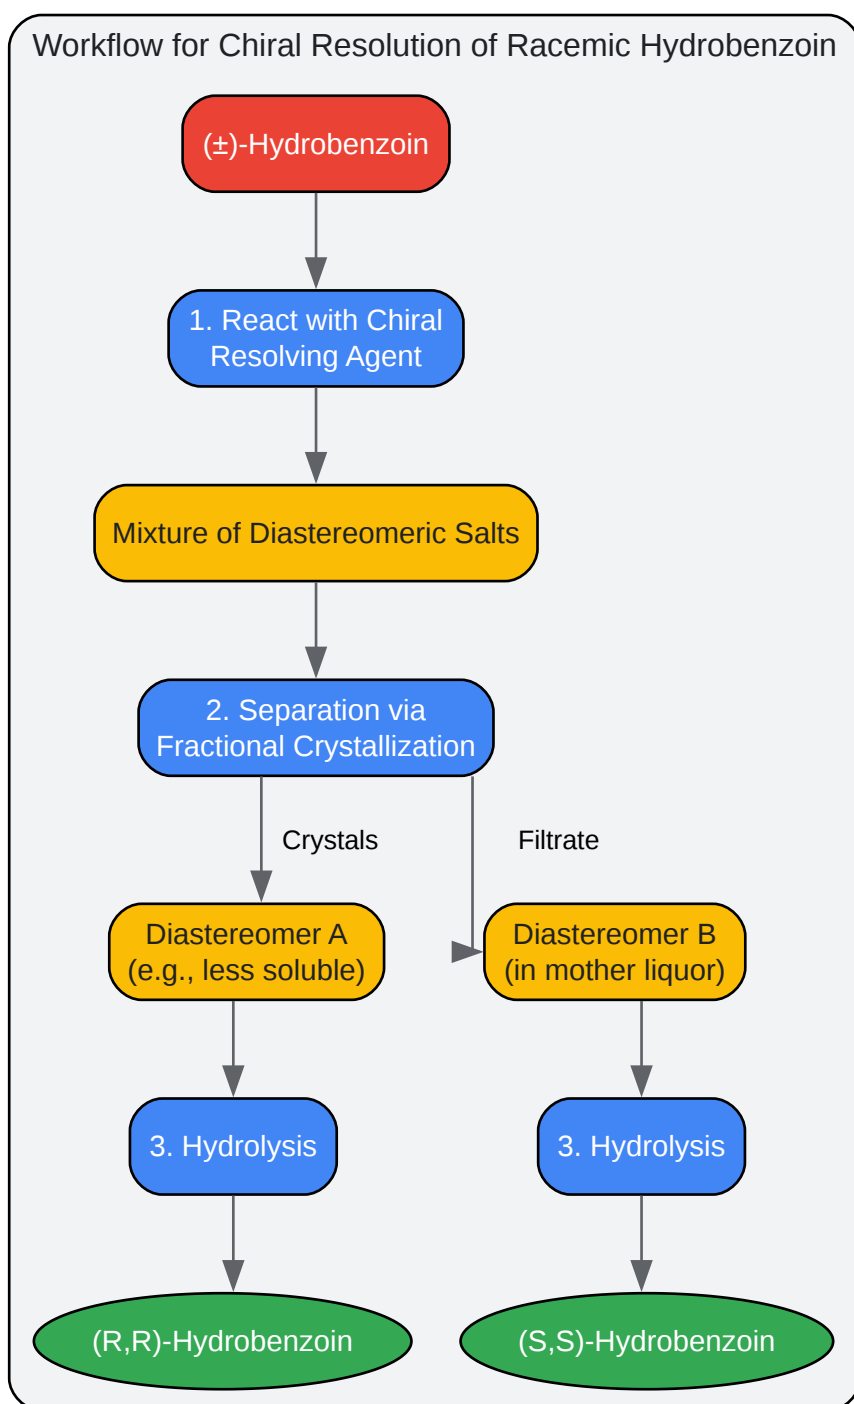 Workflow for Chiral Resolution of Racemic Hydrobenzoin
(±)-Hydrobenzoin
1. React with Chiral
Resolving Agent
Mixture of Diastereomeric Salts
2. Separation via
Fractional Crystallization
Crystals
Filtrate
Diastereomer A
(e.g., less soluble)
Diastereomer B
(in mother liquor)
3. Hydrolysis
3. Hydrolysis
(R,R)-Hydrobenzoin
(S,S)-Hydrobenzoin